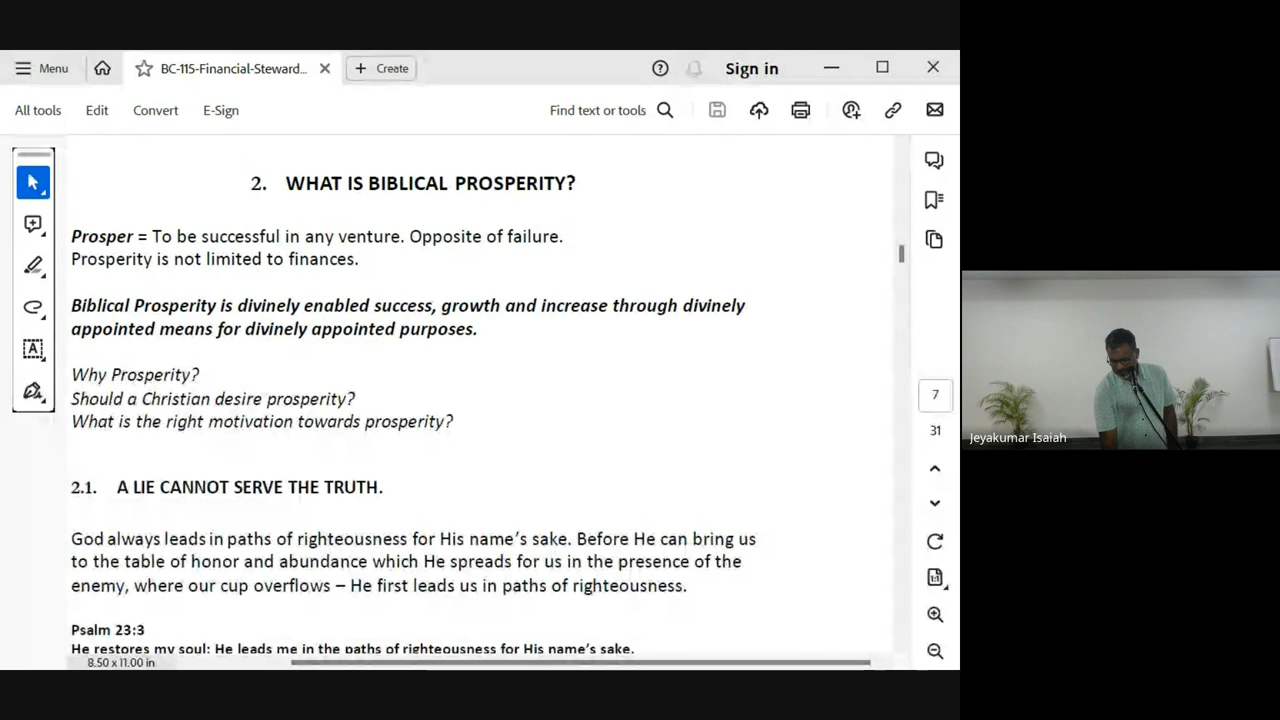 Menu
BC-115-Financial-Steward...
Create
Sign in
All tools
Edit
Convert
E-Sign
Find text or tools
2. WHAT IS BIBLICAL PROSPERITY?
Prosper = To be successful in any venture. Opposite of failure.
Prosperity is not limited to finances.
Biblical Prosperity is divinely enabled success, growth and increase through divinely
appointed means for divinely appointed purposes.
Why Prosperity?
Should a Christian desire prosperity?
What is the right motivation towards prosperity?
2.1. A LIE CANNOT SERVE THE TRUTH.
God always leads in paths of righteousness for His name's sake. Before He can bring us
to the table of honor and abundance which He spreads for us in the presence of the
enemy, where our cup overflows – He first leads us in paths of righteousness.
Psalm 23:3
He restores my soul; He leads me in the paths of righteousness for His name's sake.
8.50 x 11.00 in
7
31
1:1
Jeyakumar Isaiah